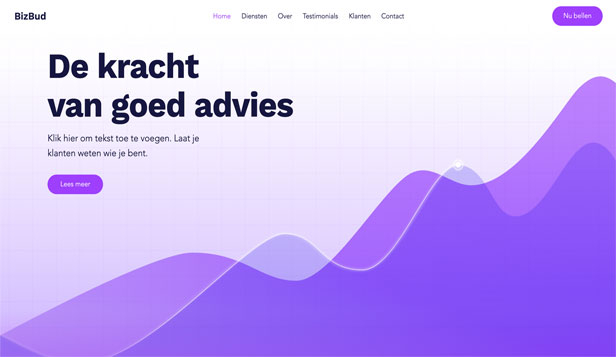 BizBud
Home Diensten Over Testimonials Klanten Contact
Nu bellen
De kracht
van goed advies
Klik hier om tekst toe te voegen. Laat je
klanten weten wie je bent.
Lees meer